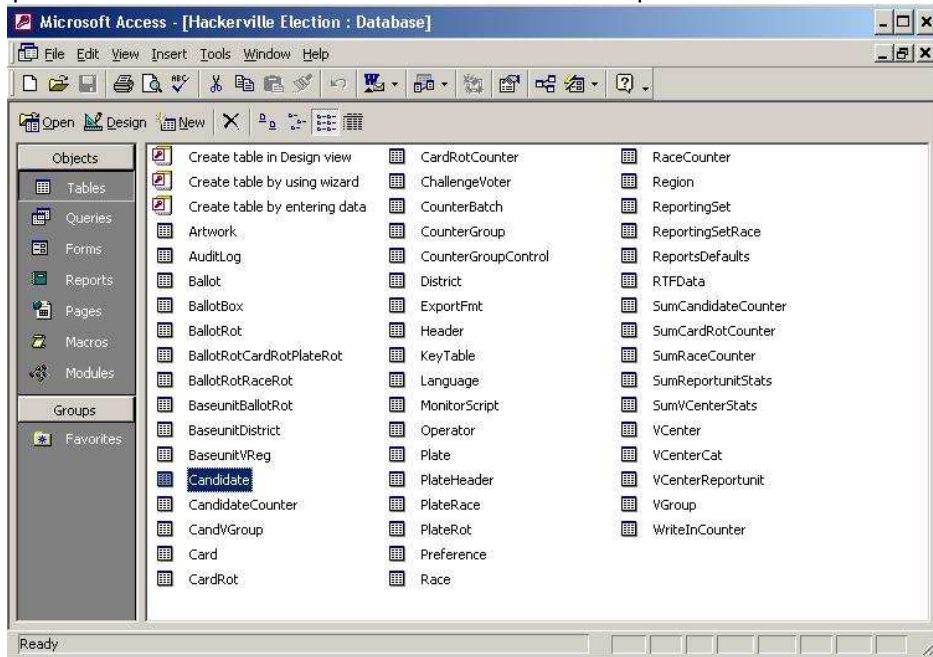 Microsoft Access - [Hackerville Election : Database]
File Edit View Insert Tools Window Help
Open Design New
Objects
Tables
Queries
Forms
Reports
Pages
Macros
Modules
Groups
Favorites
Create table in Design view
Create table by using wizard
Create table by entering data
Artwork
AuditLog
Ballot
BallotBox
BallotRot
BallotRotCardRotPlateRot
BallotRotRaceRot
BaseunitBallotRot
BaseunitDistrict
BaseunitVReg
Candidate
CandidateCounter
CandVGroup
Card
CardRot
CardRotCounter
ChallengeVoter
CounterBatch
CounterGroup
CounterGroupControl
District
ExportFmt
Header
KeyTable
Language
MonitorScript
Operator
Plate
PlateHeader
PlateRace
PlateRot
Preference
Race
RaceCounter
Region
ReportingSet
ReportingSetRace
ReportsDefaults
RTFData
SumCandidateCounter
SumCardRotCounter
SumRaceCounter
SumReportunitStats
SumVCenterStats
VCenter
VCenterCat
VCenterReportunit
VGroup
WriteInCounter
Ready